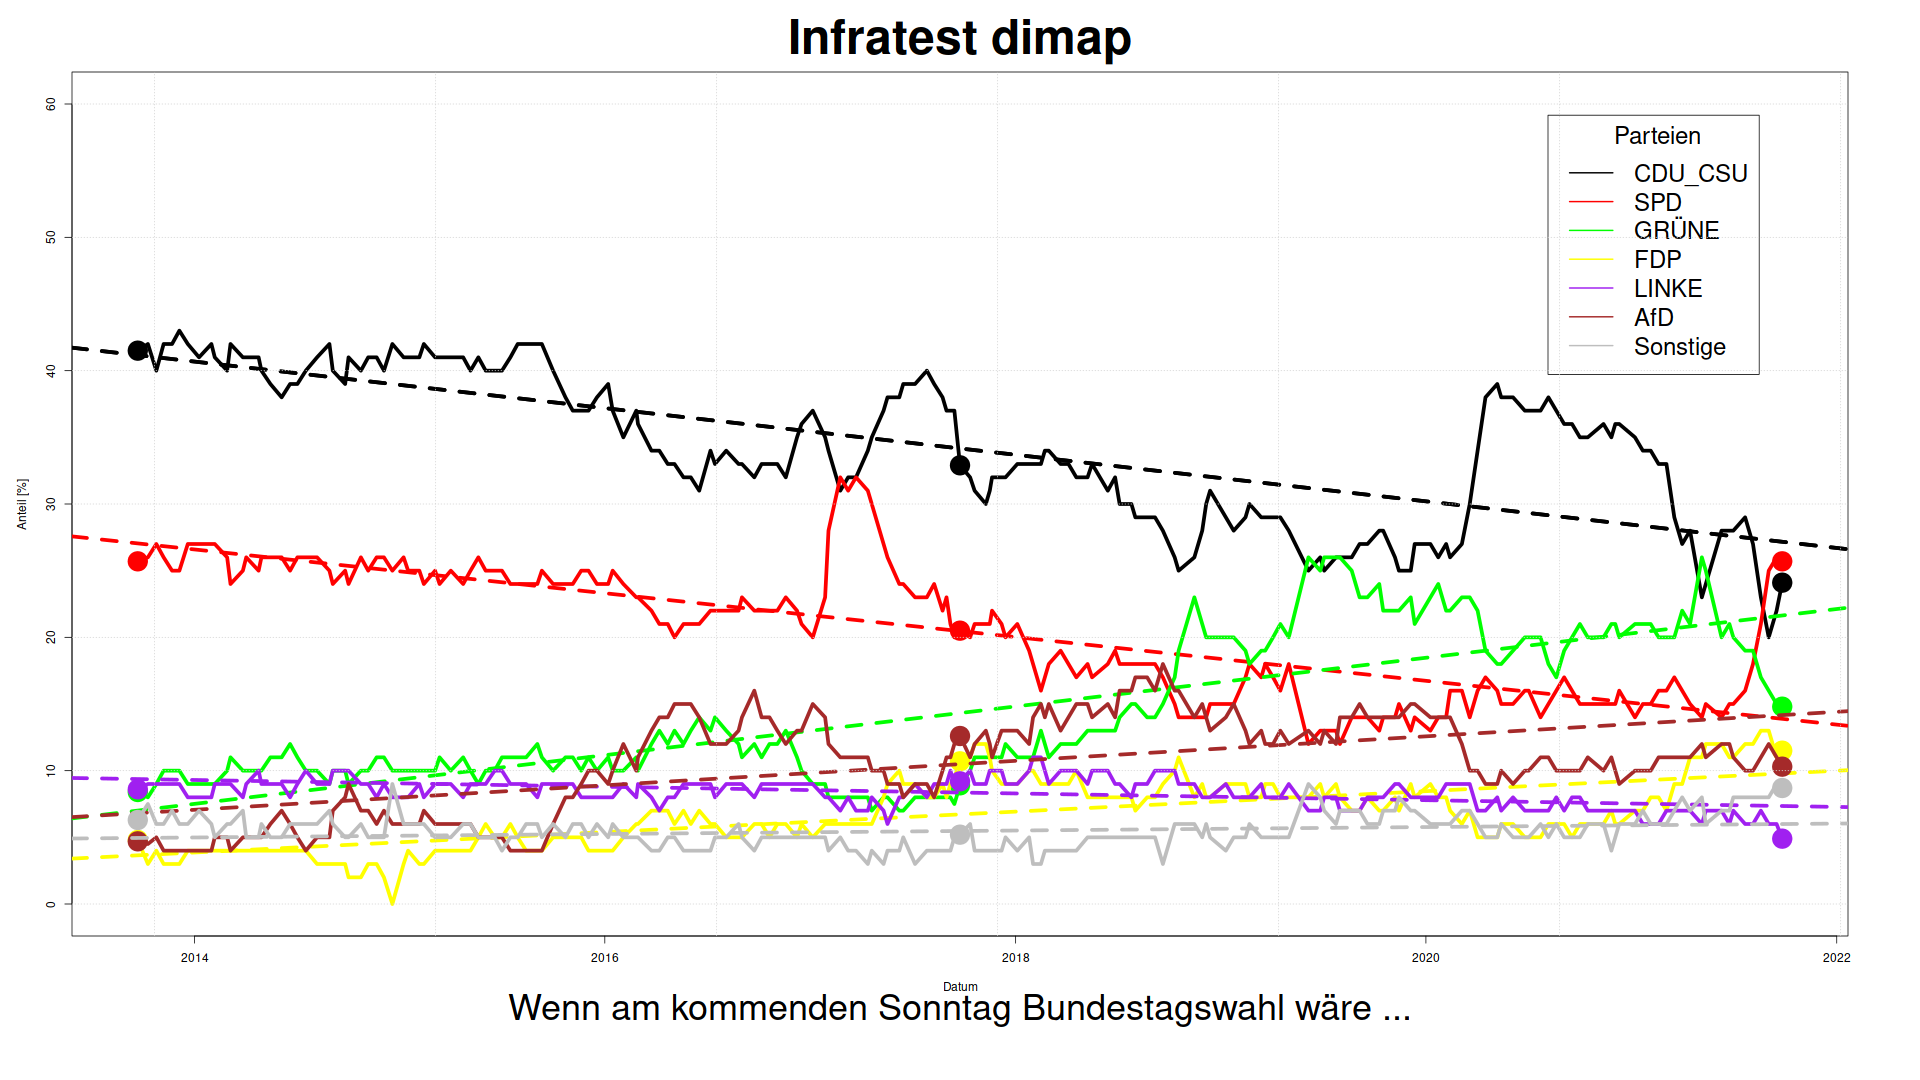 Infratest dimap
60
50
40
30
20
10
0
Anteil [%]
Parteien
CDU_CSU
SPD
GRÜNE
FDP
LINKE
AfD
Sonstige
2014 2016 2018 2020 2022
Datum
Wenn am kommenden Sonntag Bundestagswahl wäre ...